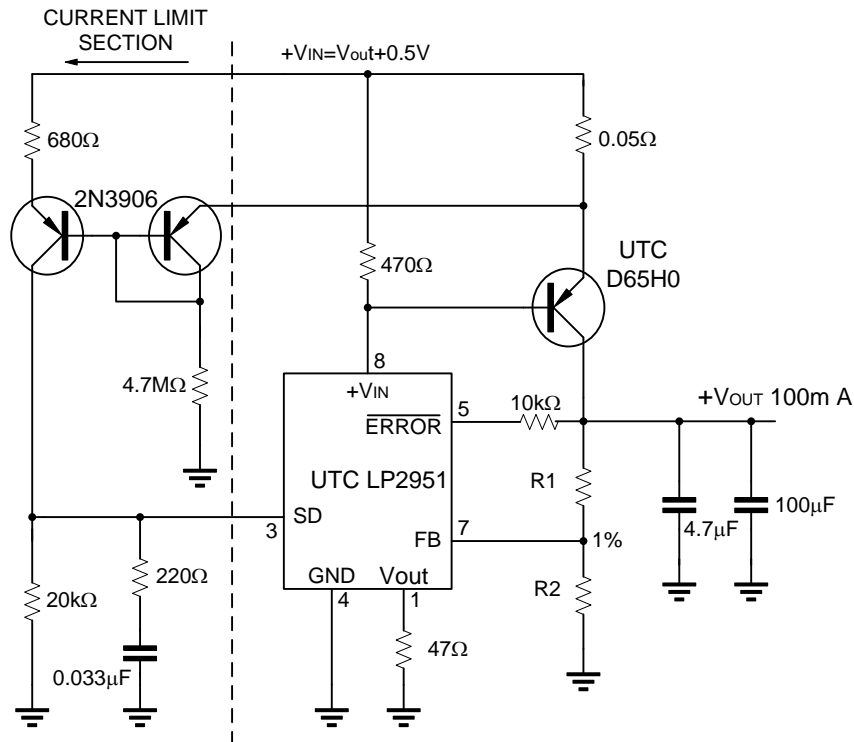 CURRENT LIMIT
SECTION
+VIN=Vout+0.5V
680Ω
0.05Ω
2N3906
470Ω
UTC
D65H0
8
4.7MΩ
+VIN
10kΩ
5
+VOUT 100m A
ERROR
UTC LP2951
R1
SD
3
4.7µF
100µF
FB
7
1%
220Ω
20kΩ
GND
Vout
4
1
R2
47Ω
0.033µF